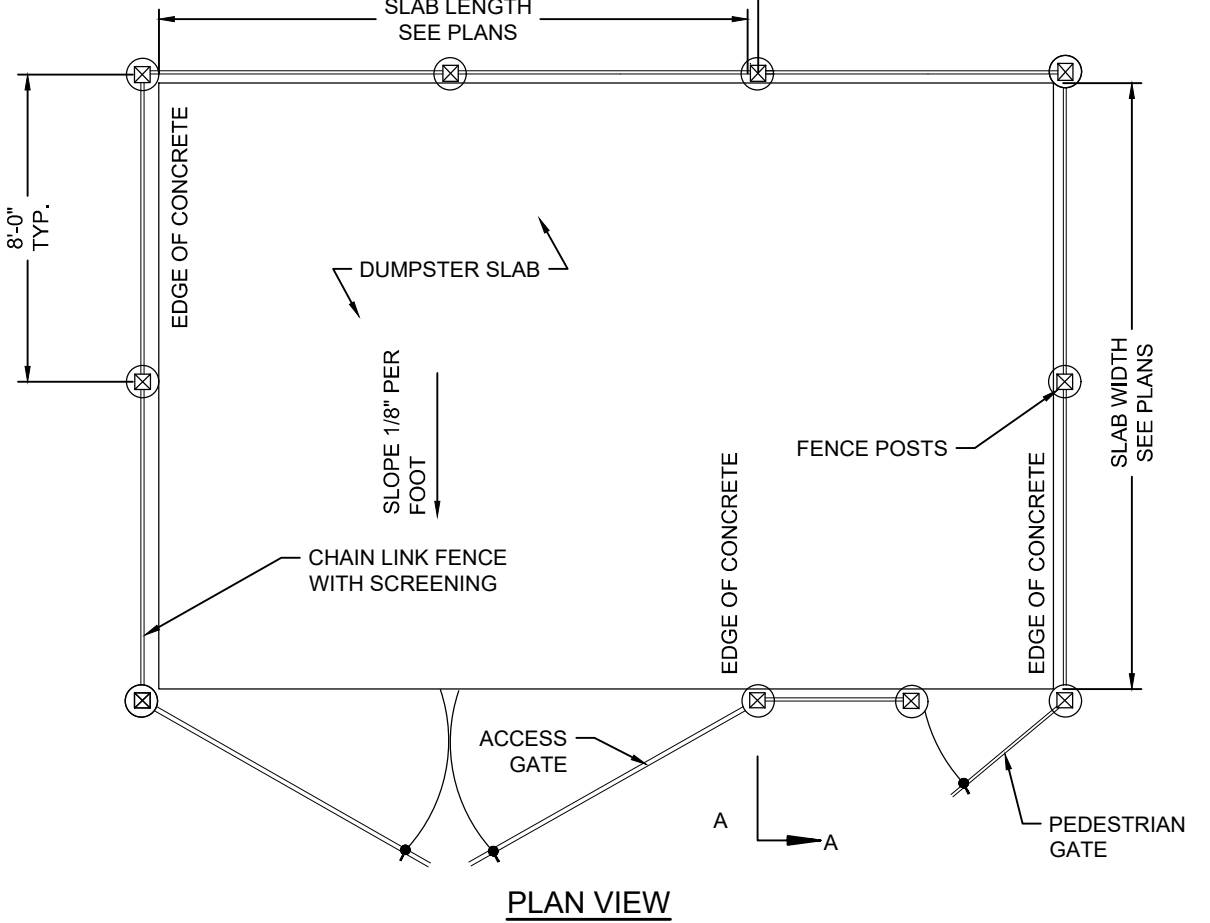 SLAB LENGTH
SEE PLANS
8'-0"
TYP.
EDGE OF CONCRETE
DUMPSTER SLAB
SLOPE 1/8" PER
FOOT
SLAB WIDTH
SEE PLANS
FENCE POSTS
EDGE OF CONCRETE
EDGE OF CONCRETE
CHAIN LINK FENCE
WITH SCREENING
ACCESS
GATE
A
A
PEDESTRIAN
GATE
PLAN VIEW